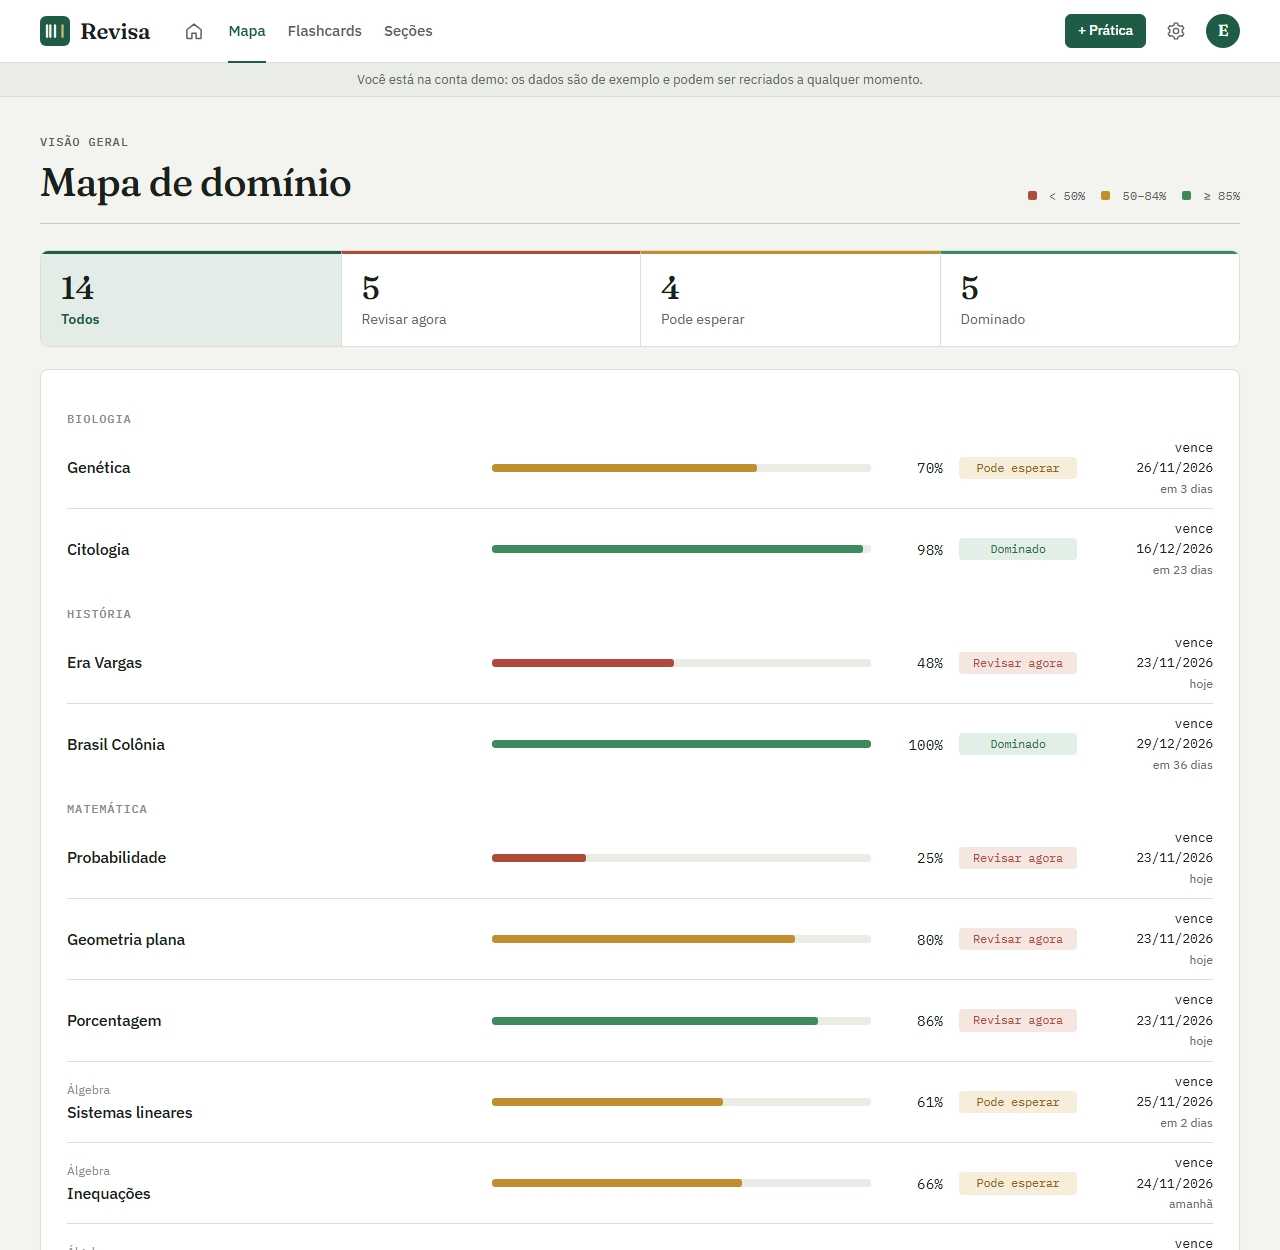 Revisa
Mapa
Flashcards
Seções
+ Prática
E
Você está na conta demo: os dados são de exemplo e podem ser recriados a qualquer momento.
VISÃO GERAL
Mapa de domínio
< 50%
50–84%
≥ 85%
14
Todos
5
Revisar agora
4
Pode esperar
5
Dominado
BIOLOGIA
Genética
70%
Pode esperar
vence
26/11/2026
em 3 dias
Citologia
98%
Dominado
vence
16/12/2026
em 23 dias
HISTÓRIA
Era Vargas
48%
Revisar agora
vence
23/11/2026
hoje
Brasil Colônia
100%
Dominado
vence
29/12/2026
em 36 dias
MATEMÁTICA
Probabilidade
25%
Revisar agora
vence
23/11/2026
hoje
Geometria plana
80%
Revisar agora
vence
23/11/2026
hoje
Porcentagem
86%
Revisar agora
vence
23/11/2026
hoje
Álgebra
Sistemas lineares
61%
Pode esperar
vence
25/11/2026
em 2 dias
Álgebra
Inequações
66%
Pode esperar
vence
24/11/2026
amanhã
vence